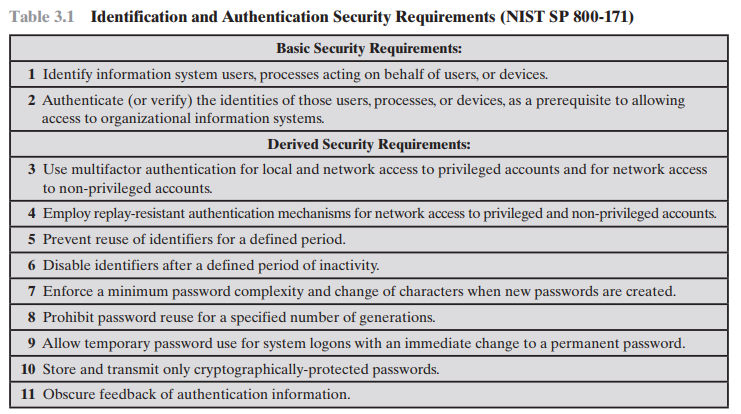 Table 3.1 Identification and Authentication Security Requirements (NIST SP 800-171)
Basic Security Requirements:
1 Identify information system users, processes acting on behalf of users, or devices.
2 Authenticate (or verify) the identities of those users, processes, or devices, as a prerequisite to allowing
access to organizational information systems.
Derived Security Requirements:
3 Use multifactor authentication for local and network access to privileged accounts and for network access
to non-privileged accounts.
4 Employ replay-resistant authentication mechanisms for network access to privileged and non-privileged accounts.
5 Prevent reuse of identifiers for a defined period.
6 Disable identifiers after a defined period of inactivity.
7 Enforce a minimum password complexity and change of characters when new passwords are created.
8 Prohibit password reuse for a specified number of generations.
9 Allow temporary password use for system logons with an immediate change to a permanent password.
10 Store and transmit only cryptographically-protected passwords.
11 Obscure feedback of authentication information.